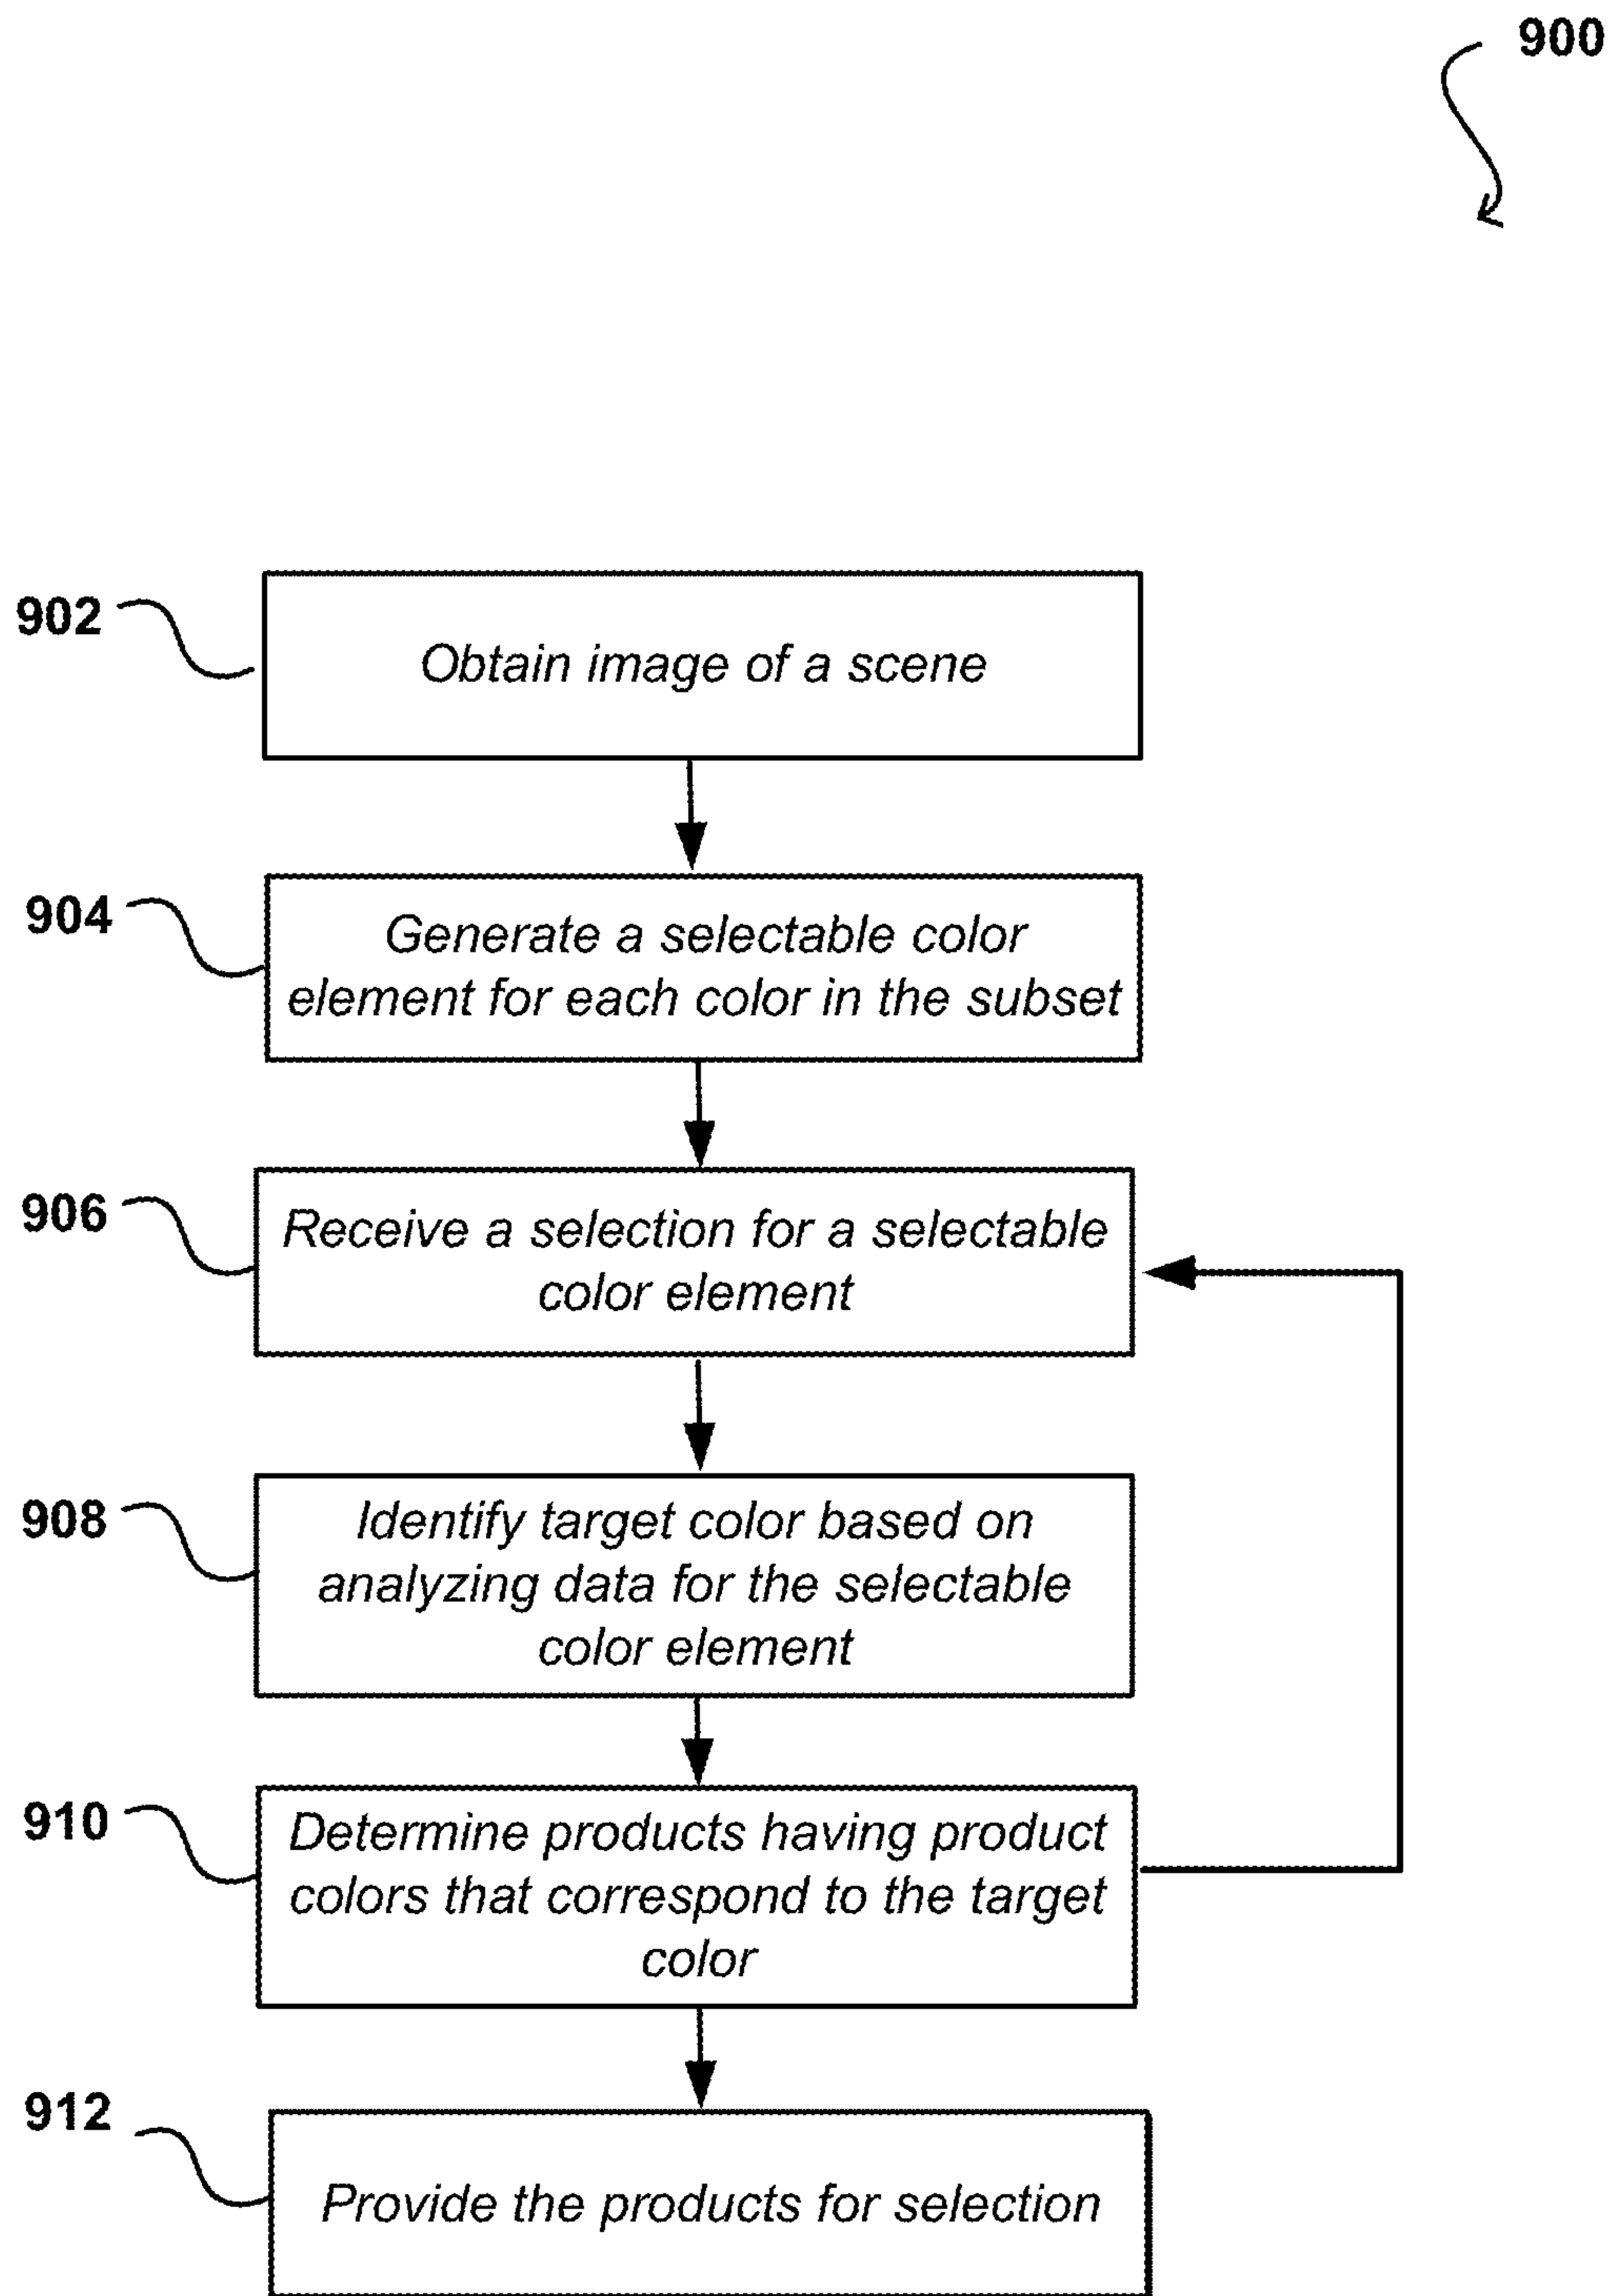 900
902
Obtain image of a scene
904
Generate a selectable color
element for each color in the subset
906
Receive a selection for a selectable
color element
908
Identify target color based on
analyzing data for the selectable
color element
910
Determine products having product
colors that correspond to the target
color
912
Provide the products for selection